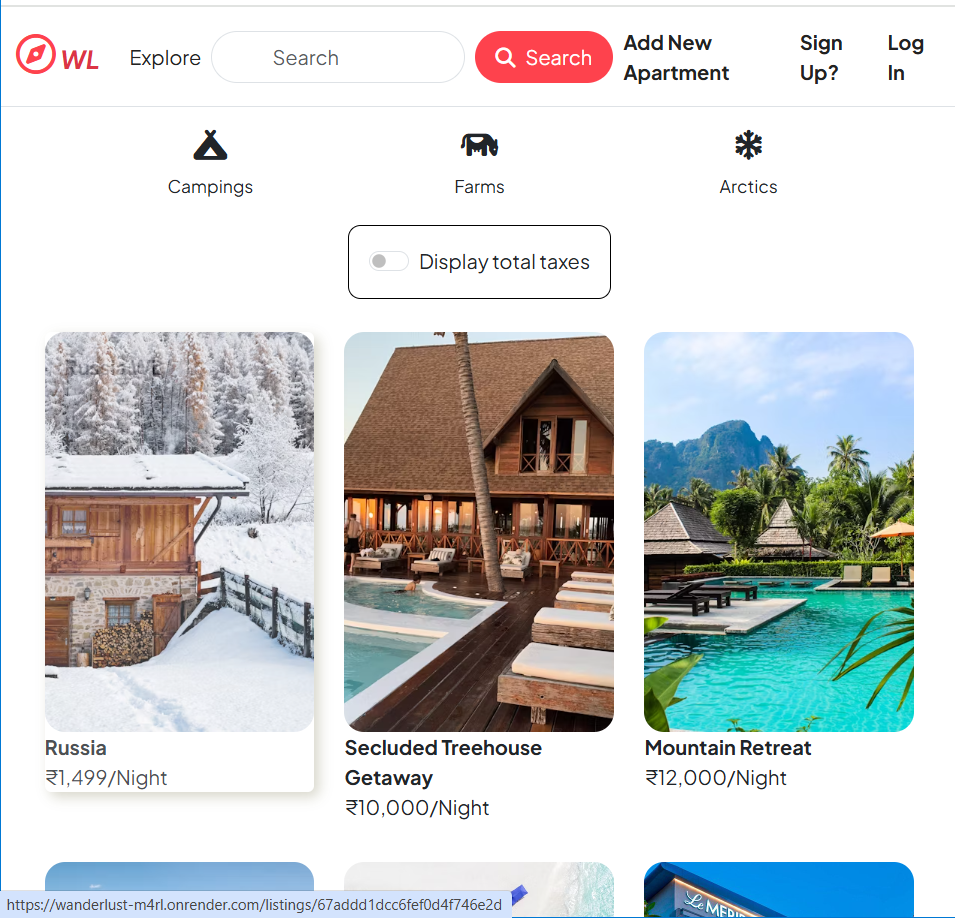 WL
Explore
Search
Search
Add New
Apartment
Sign
Up?
Log
In
Campings
Farms
Arctics
Display total taxes
Russia
₹1,499/Night
Secluded Treehouse
Getaway
₹10,000/Night
Mountain Retreat
₹12,000/Night
Le MERI
https://wanderlust-m4rl.onrender.com/listings/67addd1dcc6fef0d4f746e2d